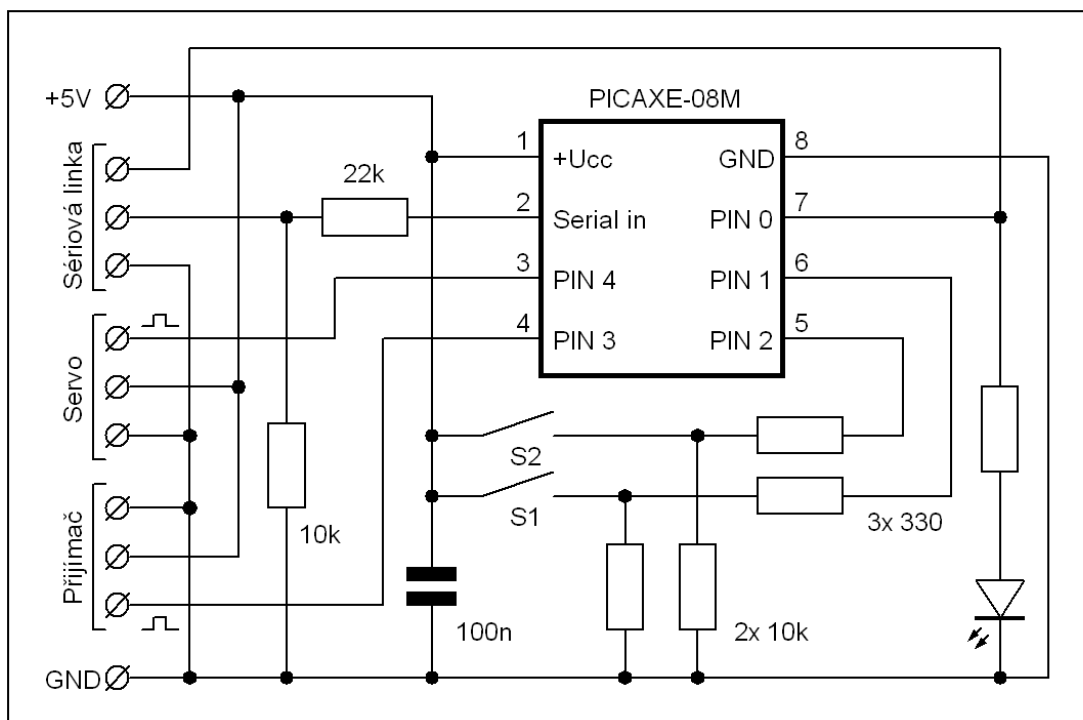 PICAXE-08M
+5V
1
+Ucc
GND
8
Sériová linka
22k
2
Serial in
PIN 0
7
3
PIN 4
PIN 1
6
4
PIN 3
PIN 2
5
Servo
S2
S1
3x 330
10k
Přijímač
100n
2x 10k
GND